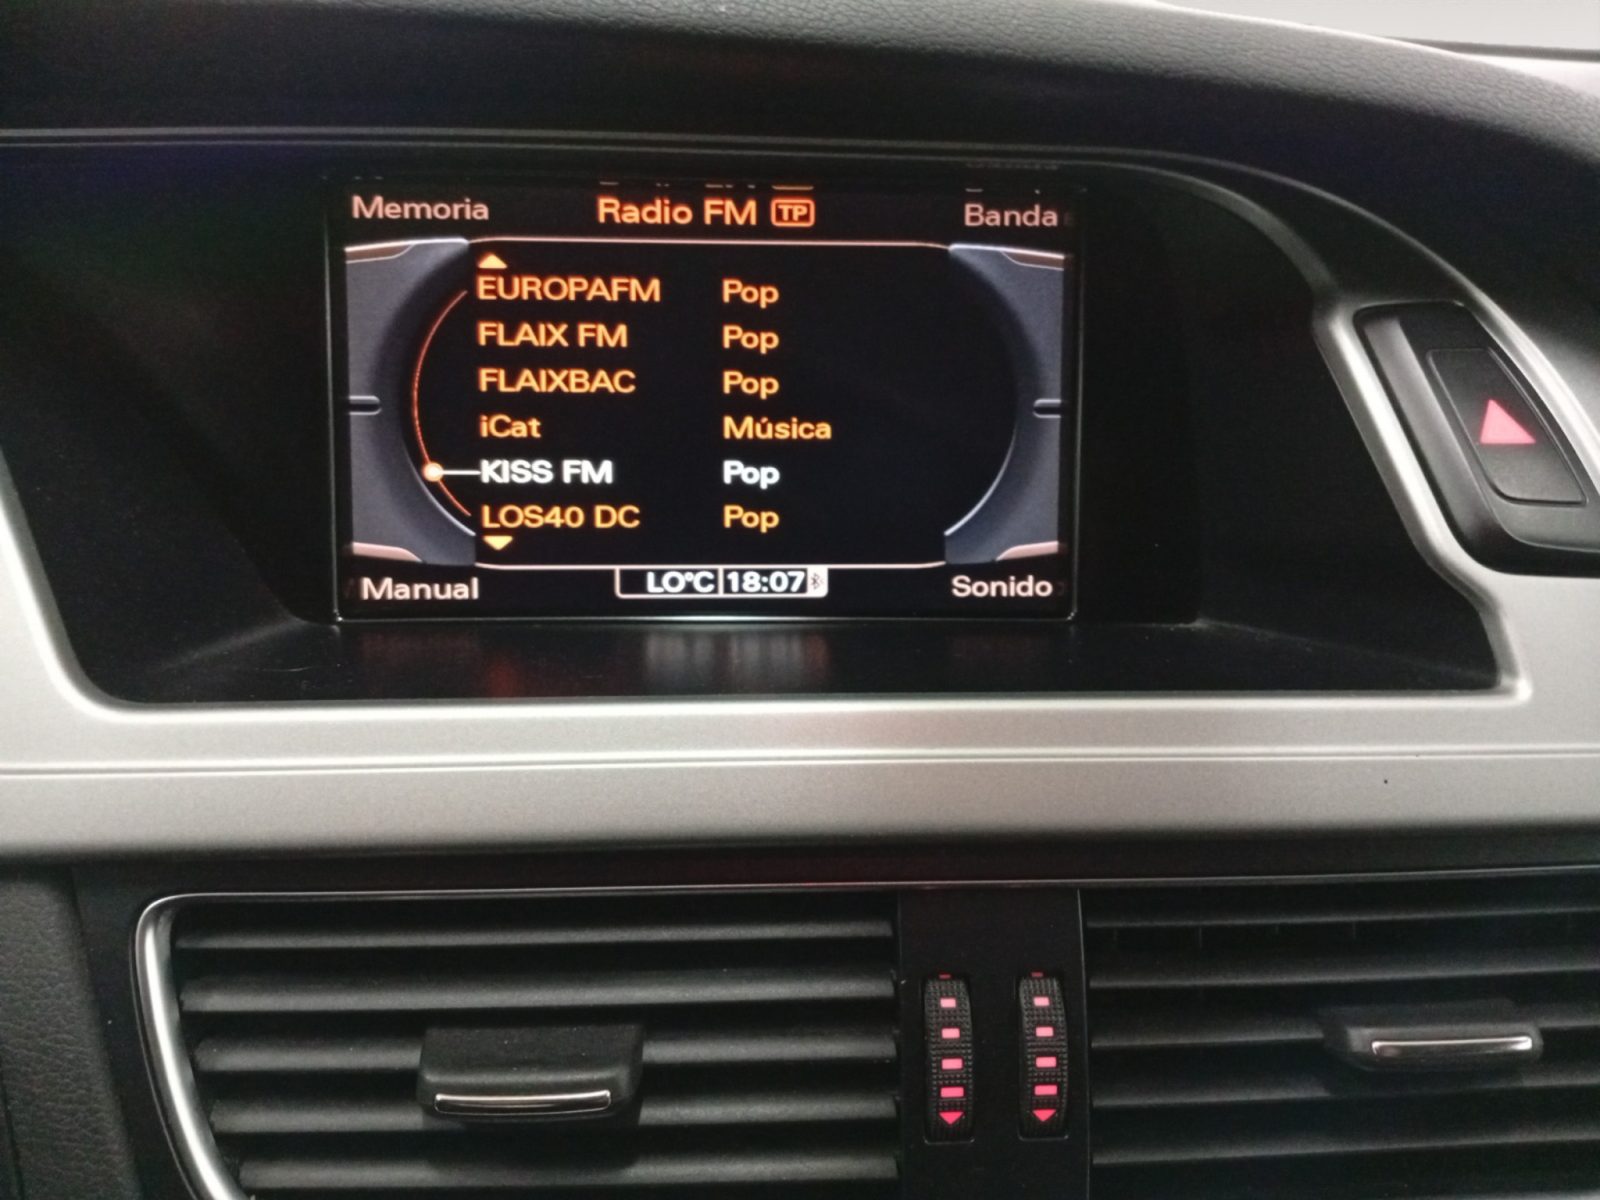 Memoria Radio FM TP Banda
EUROPAFM Pop
FLAIX FM Pop
FLAIXBAC Pop
iCat Música
KISS FM Pop
LOS40 DC Pop
Manual LO°C 18:07 Sonido